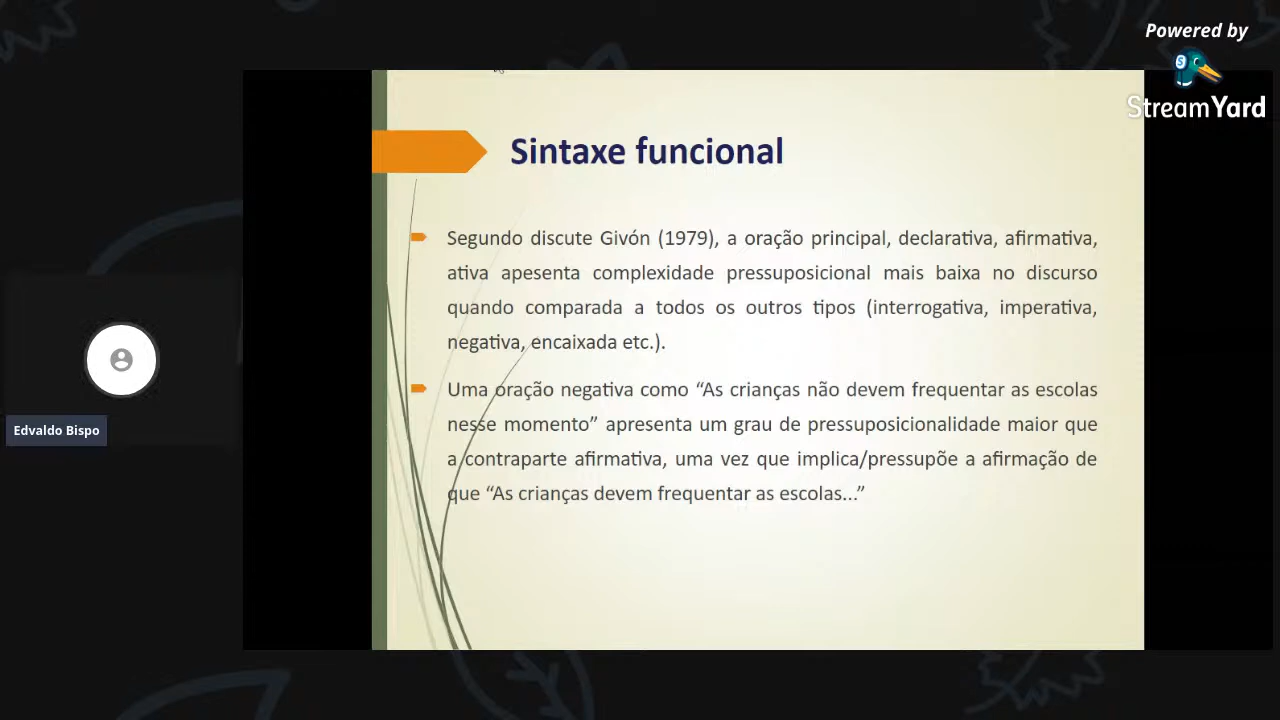 Powered by
StreamYard
Sintaxe funcional
Segundo discute Givón (1979), a oração principal, declarativa, afirmativa,
ativa apesenta complexidade pressuposicional mais baixa no discurso
quando comparada a todos os outros tipos (interrogativa, imperativa,
negativa, encaixada etc.).
Uma oração negativa como “As crianças não devem frequentar as escolas
nesse momento” apresenta um grau de pressuposicionalidade maior que
a contraparte afirmativa, uma vez que implica/pressupõe a afirmação de
que “As crianças devem frequentar as escolas...”
Edvaldo Bispo